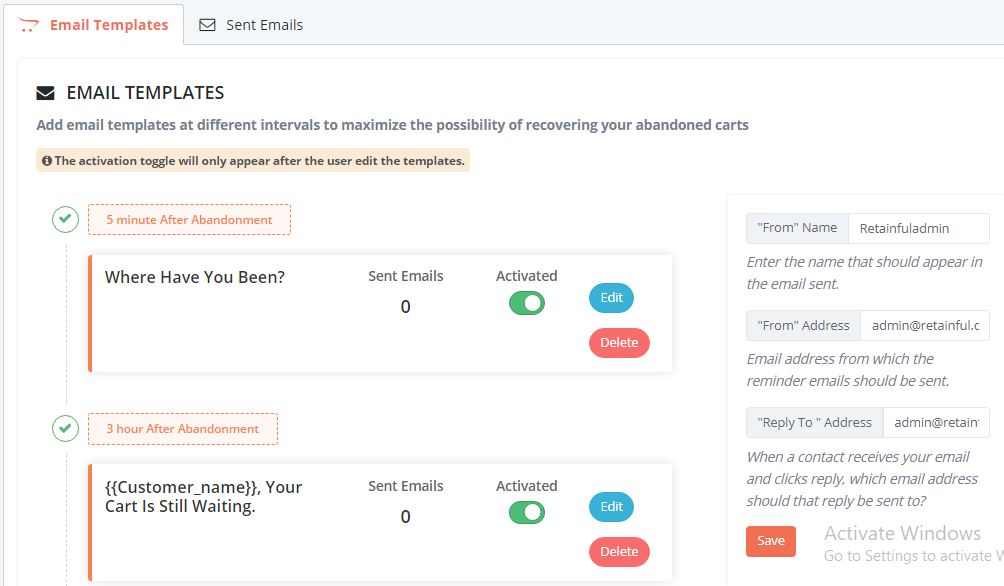 Email Templates
Sent Emails
EMAIL TEMPLATES
Add email templates at different intervals to maximize the possibility of recovering your abandoned carts
The activation toggle will only appear after the user edit the templates.
5 minute After Abandonment
Where Have You Been?
Sent Emails
0
Activated
Edit
Delete
3 hour After Abandonment
{{Customer_name}}, Your
Cart Is Still Waiting.
Sent Emails
0
Activated
Edit
Delete
"From" Name
Retainfuladmin
Enter the name that should appear in
the email sent.
"From" Address
admin@retainful.c
Email address from which the
reminder emails should be sent.
"Reply To " Address
admin@retain
When a contact receives your email
and clicks reply, which email address
should that reply be sent to?
Save
Activate Windows
Go to Settings to activate W